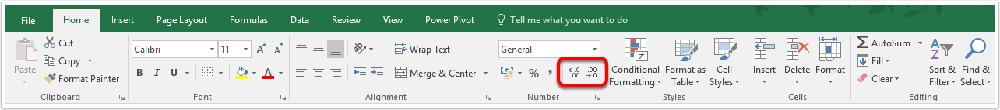 File Home Insert Page Layout Formulas Data Review View Power Pivot Tell me what you want to do
Paste
Cut
Copy
Format Painter
Clipboard
Calibri 11 A A
B I U A
Font
Wrap Text
Merge & Center
Alignment
General
% , .0 .00 .00 .0
Number
Conditional Formatting
Format as Table
Cell Styles
Styles
Insert
Delete
Format
Cells
AutoSum
Fill
Clear
A Z
Sort & Filter
Find & Select
Editing